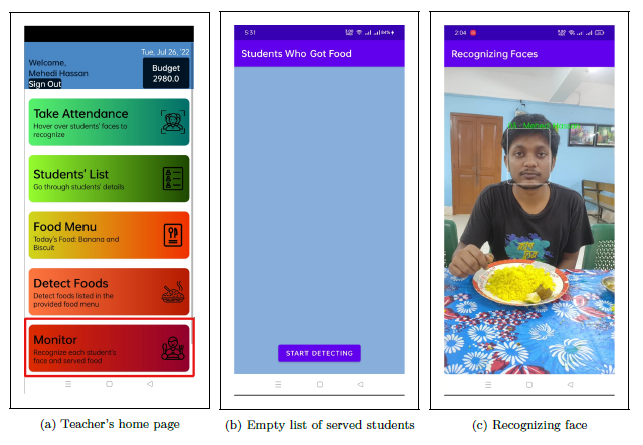 Tue, Jul 26, '22
Welcome,
Mehedi Hassan
Sign Out
Budget
2980.0
Take Attendance
Hover over students' faces to
recognize
Students' List
Go through students' details
Food Menu
Today's Food: Banana and
Biscuit
Detect Foods
Detect foods listed in the
provided food menu
Monitor
Recognize each student's
face and served food
(a) Teacher's home page
5:31
84%
Students Who Got Food
START DETECTING
(b) Empty list of served students
2:04
Recognizing Faces
(c) Recognizing face